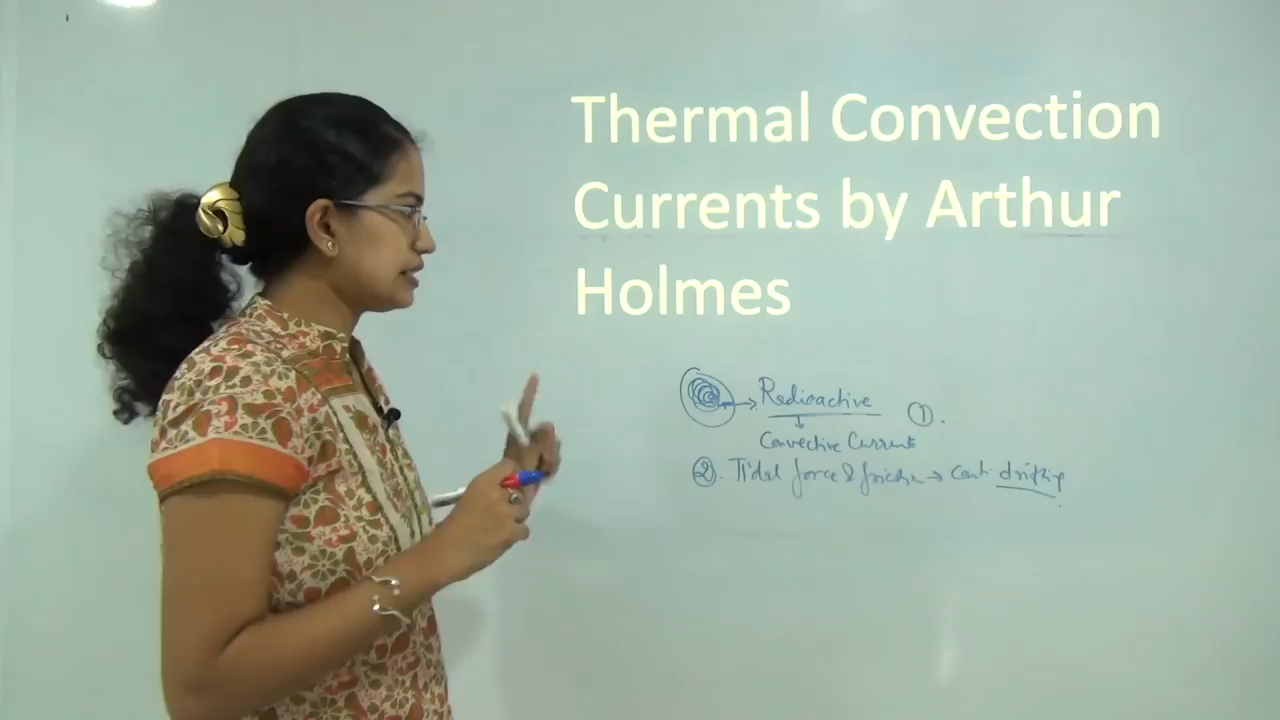 Thermal Convection
Currents by Arthur
Holmes
Radioactive ①.
Convective Currents
②. Tidal force & friction → cont. drifting